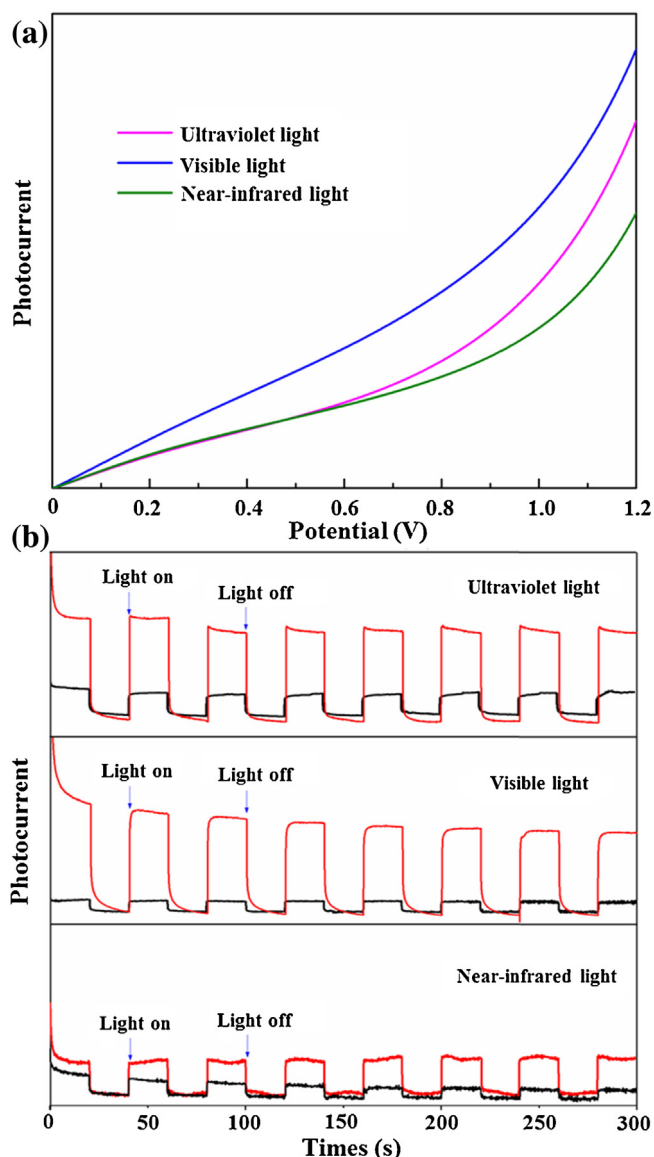 (a)
Photocurrent
Ultraviolet light
Visible light
Near-infrared light
0 0.2 0.4 0.6 0.8 1.0 1.2
Potential (V)
(b)
Photocurrent
Light on
Light off
Ultraviolet light
Light on
Light off
Visible light
Near-infrared light
Light on
Light off
0 50 100 150 200 250 300
Times (s)